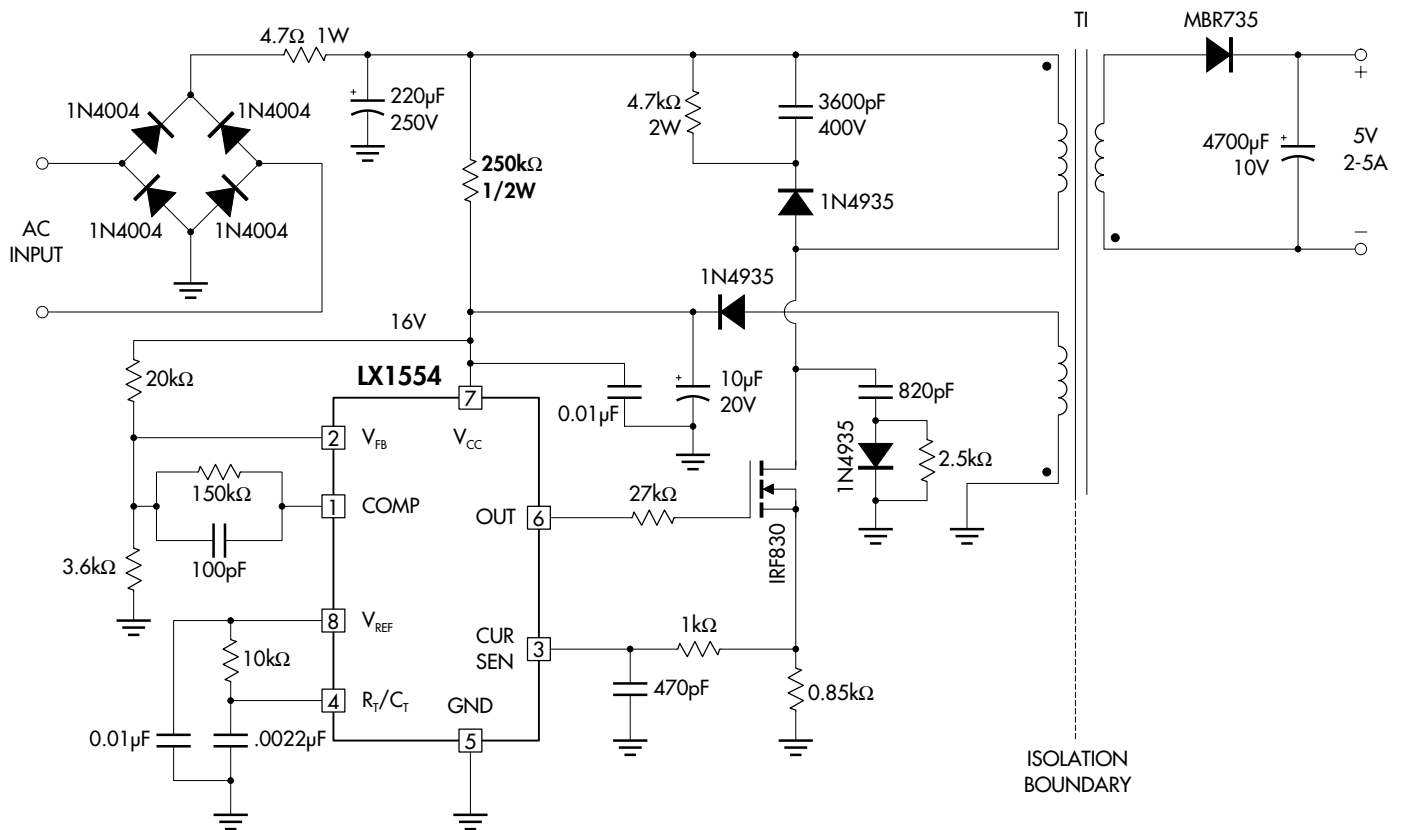 TI
MBR735
4.7Ω 1W
1N4004
1N4004
220µF
250V
4.7kΩ
2W
3600pF
400V
4700µF
10V
5V
2-5A
+
−
250kΩ
1/2W
1N4935
1N4004
1N4004
AC
INPUT
1N4935
16V
20kΩ
LX1554
7
VCC
0.01µF
10µF
20V
820pF
1N4935
2.5kΩ
2
VFB
150kΩ
1
COMP
100pF
OUT
6
27kΩ
IRF830
3.6kΩ
8
VREF
10kΩ
CUR
SEN
3
1kΩ
4
RT/CT
GND
5
470pF
0.85kΩ
0.01µF
.0022µF
ISOLATION
BOUNDARY